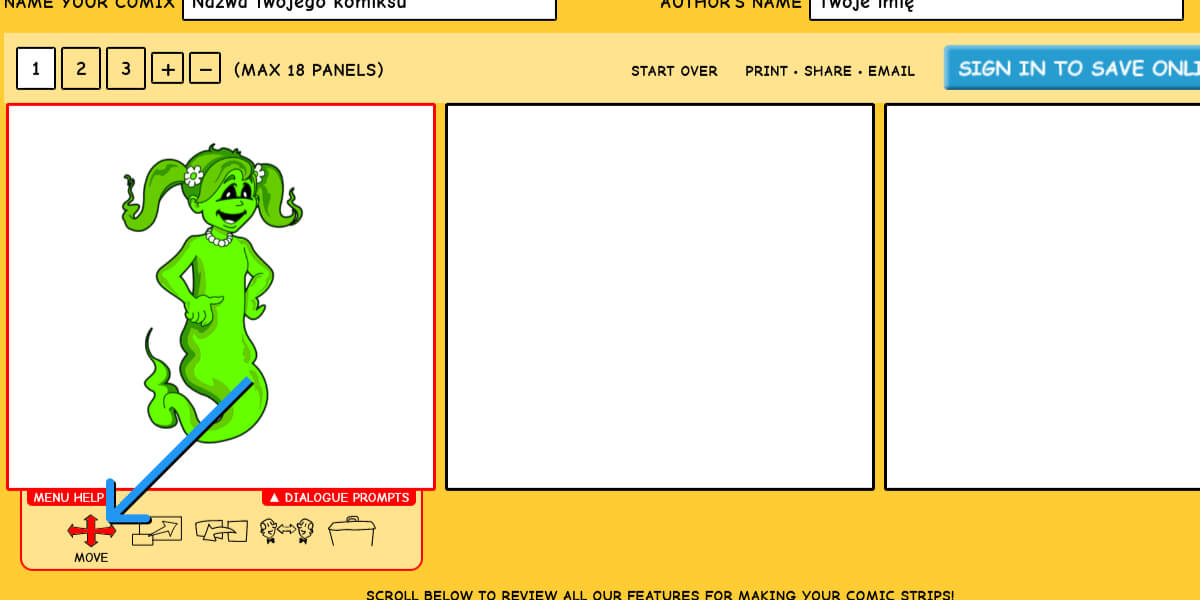 NAME YOUR COMIX Nazwa Twojego komiksu AUTHOR'S NAME Twoje imię
1 2 3 + − (MAX 18 PANELS) START OVER PRINT • SHARE • EMAIL SIGN IN TO SAVE ONLI
MENU HELP ▲ DIALOGUE PROMPTS
MOVE
SCROLL BELOW TO REVIEW ALL OUR FEATURES FOR MAKING YOUR COMIC STRIPS!